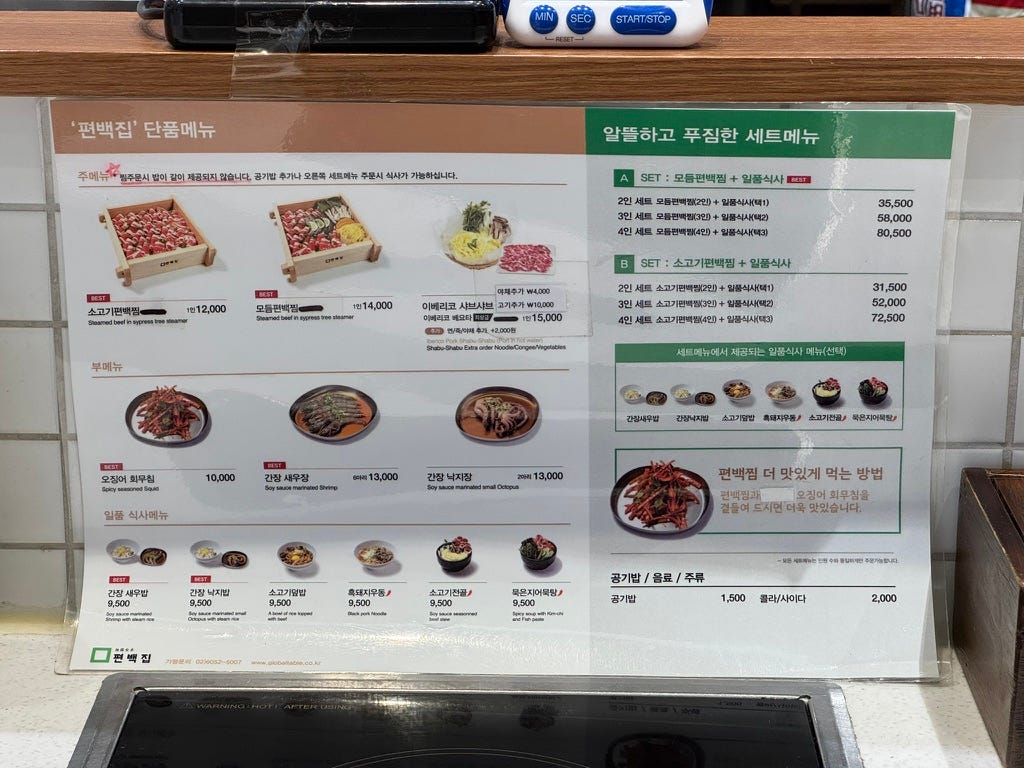 MIN
SEC
START/STOP
RESET
'편백집' 단품메뉴
주메뉴 찜주문시 밥이 같이 제공되지 않습니다, 공기밥 추가나 오른쪽 세트메뉴 주문시 식사가 가능하십니다.
BEST
소고기편백찜 1인 12,000
Steamed beef in sypress tree steamer
BEST
모듬편백찜 1인 14,000
Steamed beef in sypress tree steamer
야채추가 ₩4,000
고기추가 ₩10,000
이베리코 샤브샤브
이베리코 베요타 최상급 1인 15,000
추가 면/죽/야채 추가, +2,000원
Iberico Pork Shabu-Shabu (Pork in hot water)
Shabu-Shabu Extra order Noodle/Congee/Vegetables
부메뉴
BEST
오징어 회무침 10,000
Spicy seasoned Squid
BEST
간장 새우장 6마리 13,000
Soy sauce marinated Shrimp
간장 낙지장 2마리 13,000
Soy sauce marinated small Octopus
일품 식사메뉴
BEST
간장 새우밥
9,500
Soy sauce marinated
Shrimp with steam rice
BEST
간장 낙지밥
9,500
Soy sauce marinated small
Octopus with steam rice
소고기덮밥
9,500
A bowl of rice topped
with beef
흑돼지우동
9,500
Black pork Noodle
소고기전골
9,500
Soy sauce seasoned
beef stew
묵은지어묵탕
9,500
Spicy soup with Kim-chi
and Fish paste
편백집
가맹문의 02)6052-5007 www.globaltable.co.kr
알뜰하고 푸짐한 세트메뉴
A SET : 모듬편백찜 + 일품식사 BEST
2인 세트 모듬편백찜(2인) + 일품식사(택1) 35,500
3인 세트 모듬편백찜(3인) + 일품식사(택2) 58,000
4인 세트 모듬편백찜(4인) + 일품식사(택3) 80,500
B SET : 소고기편백찜 + 일품식사
2인 세트 소고기편백찜(2인) + 일품식사(택1) 31,500
3인 세트 소고기편백찜(3인) + 일품식사(택2) 52,000
4인 세트 소고기편백찜(4인) + 일품식사(택3) 72,500
세트메뉴에서 제공되는 일품식사 메뉴(선택)
간장새우밥 간장낙지밥 소고기덮밥 흑돼지우동 소고기전골 묵은지어묵탕
편백찜 더 맛있게 먹는 방법
편백찜과 오징어 회무침을
곁들여 드시면 더욱 맛있습니다.
- 모든 세트메뉴는 인원 수와 동일하게만 주문가능합니다.
공기밥 / 음료 / 주류
공기밥 1,500 콜라/사이다 2,000
WARNING : HOT! AFTER USING